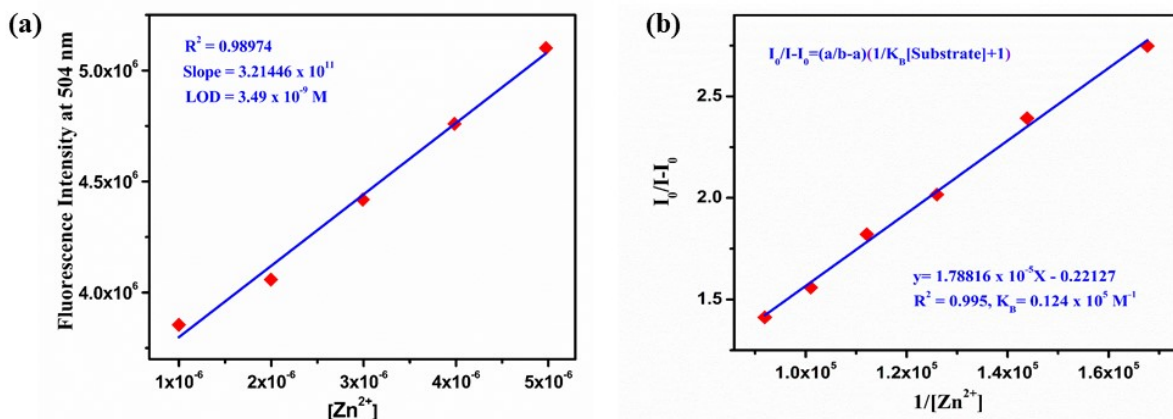 (a)
R² = 0.98974
Slope = 3.21446 x 10¹¹
LOD = 3.49 x 10⁻⁹ M
Fluorescence Intensity at 504 nm
5.0x10⁶
4.5x10⁶
4.0x10⁶
1x10⁻⁶ 2x10⁻⁶ 3x10⁻⁶ 4x10⁻⁶ 5x10⁻⁶
[Zn²⁺]
(b)
I₀/I-I₀=(a/b-a)(1/K_B[Substrate]+1)
I₀/I-I₀
2.5
2.0
1.5
y= 1.78816 x 10⁻⁵X - 0.22127
R² = 0.995, K_B= 0.124 x 10⁵ M⁻¹
1.0x10⁵ 1.2x10⁵ 1.4x10⁵ 1.6x10⁵
1/[Zn²⁺]